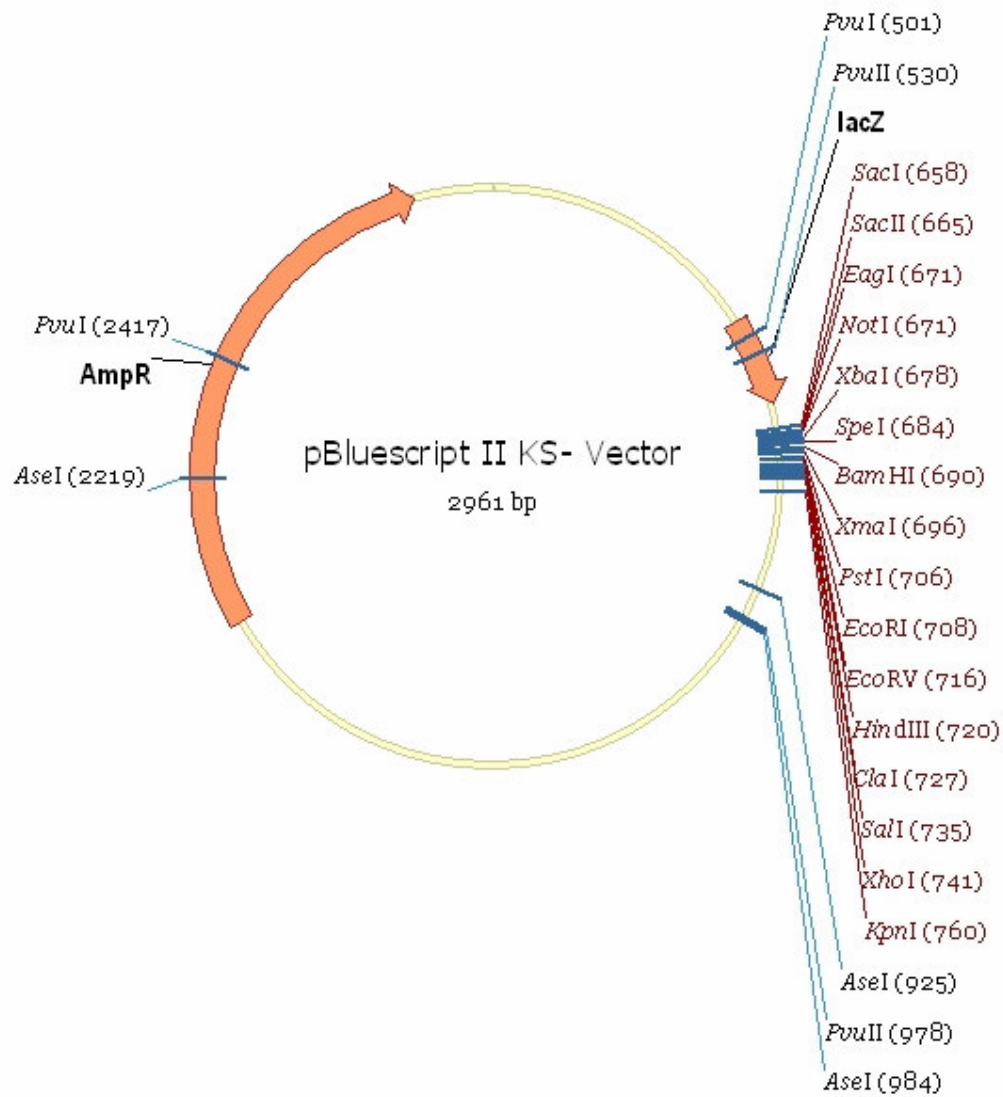 PvuI (501)
PvuII (530)
lacZ
SacI (658)
SacII (665)
EagI (671)
NotI (671)
XbaI (678)
SpeI (684)
BamHI (690)
XmaI (696)
PstI (706)
EcoRI (708)
EcoRV (716)
HindIII (720)
ClaI (727)
SalI (735)
XhoI (741)
KpnI (760)
AseI (925)
PvuII (978)
AseI (984)
PvuI (2417)
AmpR
AseI (2219)
pBluescript II KS- Vector
2961 bp